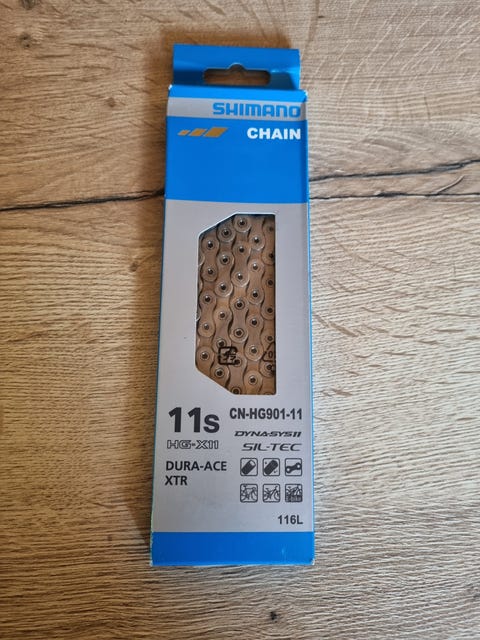 SHIMANO
CHAIN
11s
CN-HG901-11
HG-X11
DYNA-SYS11
SIL-TEC
DURA-ACE
XTR
116L